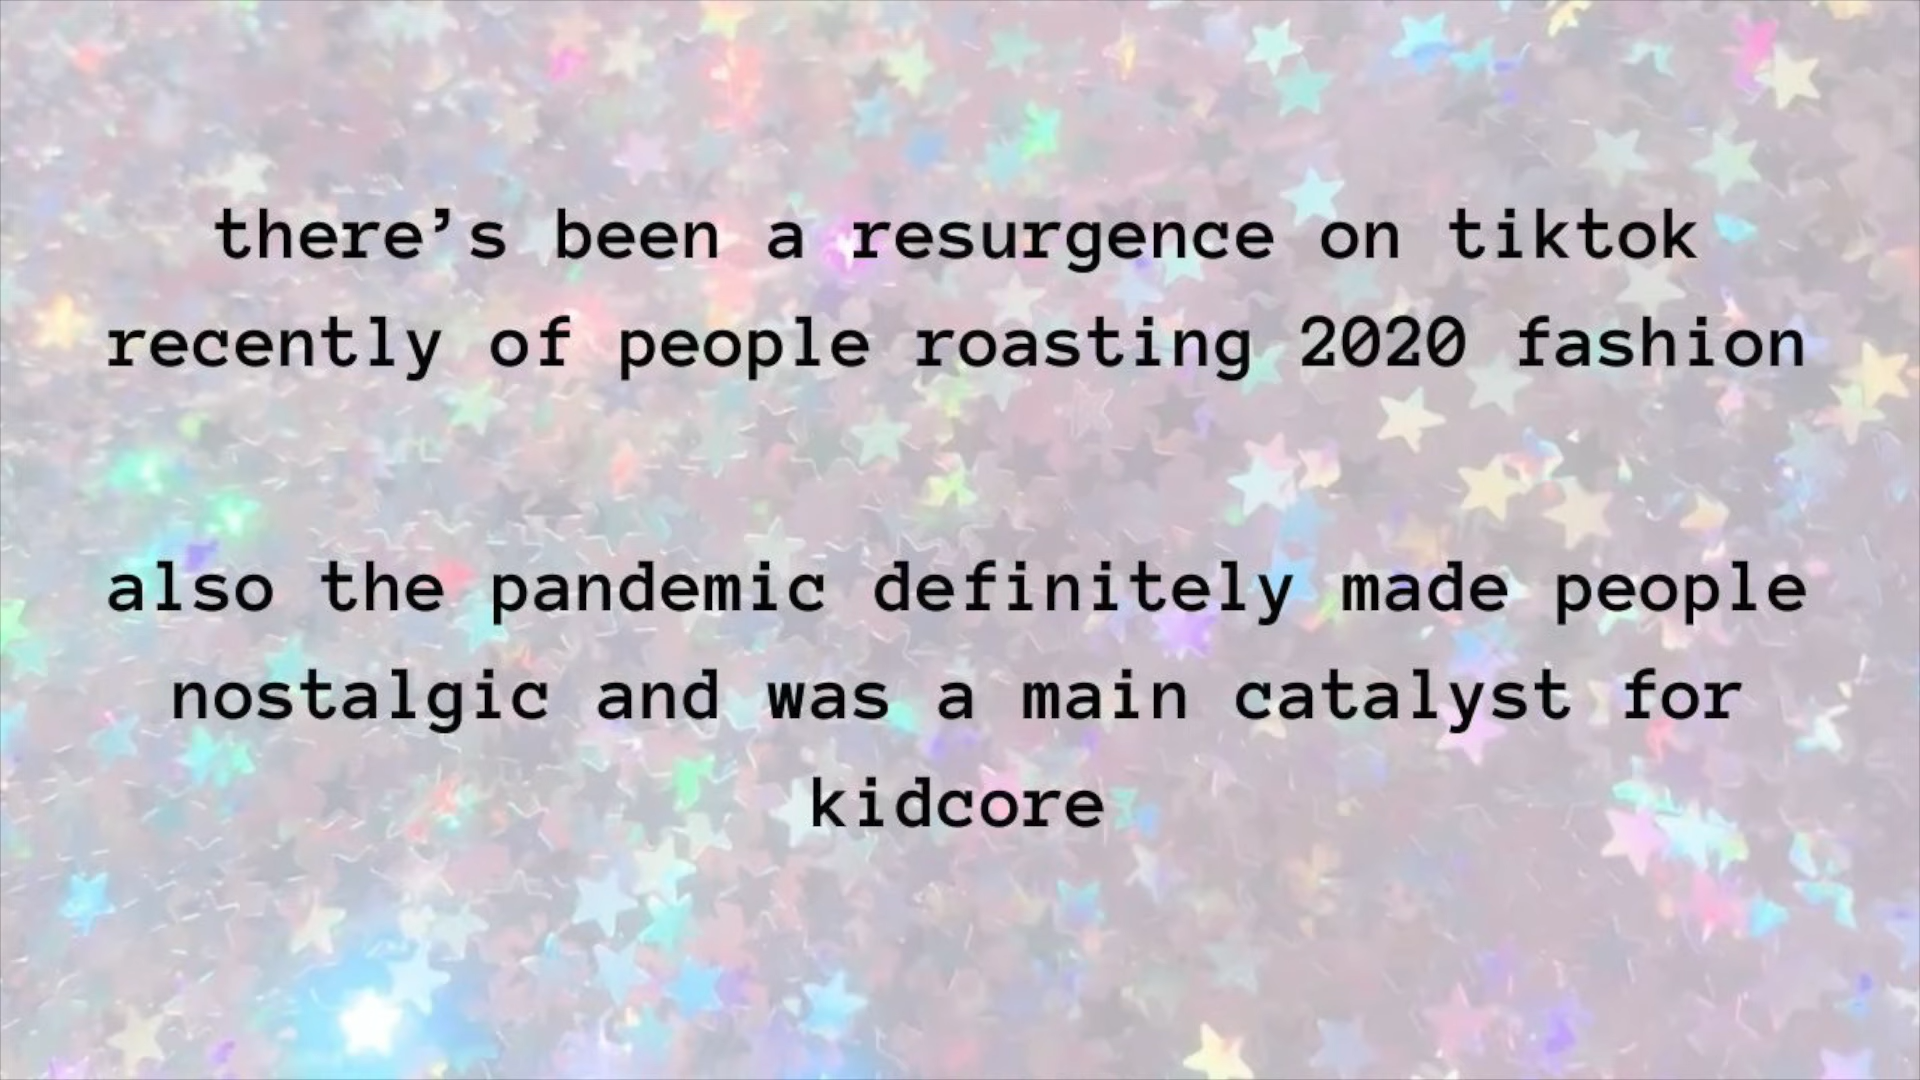 there’s been a resurgence on tiktok
recently of people roasting 2020 fashion
also the pandemic definitely made people
nostalgic and was a main catalyst for
kidcore